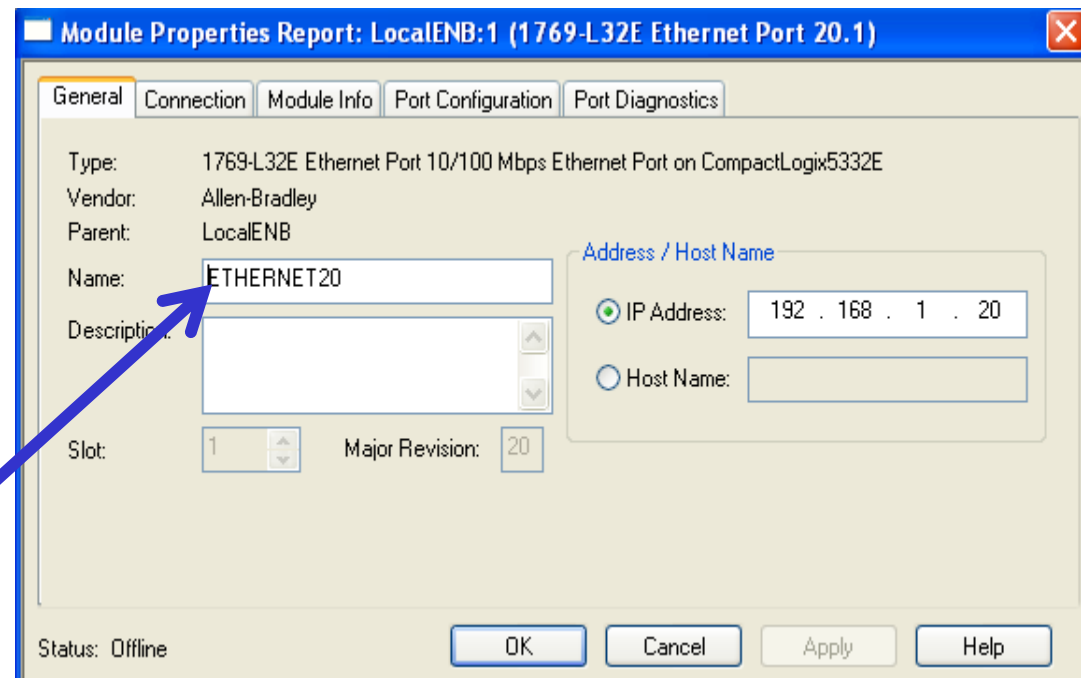 Module Properties Report: LocalENB:1 (1769-L32E Ethernet Port 20.1)
General Connection Module Info Port Configuration Port Diagnostics
Type: 1769-L32E Ethernet Port 10/100 Mbps Ethernet Port on CompactLogix5332E
Vendor: Allen-Bradley
Parent: LocalENB
Name: ETHERNET20
Description:
Slot: 1 Major Revision: 20
Address / Host Name
IP Address: 192 . 168 . 1 . 20
Host Name:
Status: Offline OK Cancel Apply Help